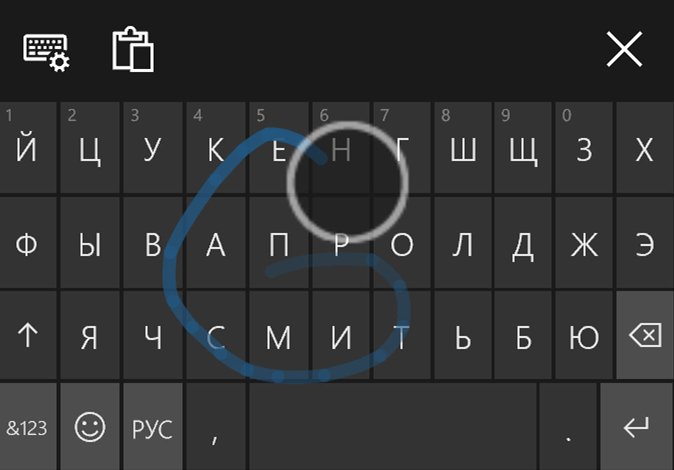 1 2 3 4 5 6 7 8 9 0
Й Ц У К Е Н Г Ш Щ З Х
Ф Ы В А П Р О Л Д Ж Э
Я Ч С М И Т Ь Б Ю
&123 РУС , .